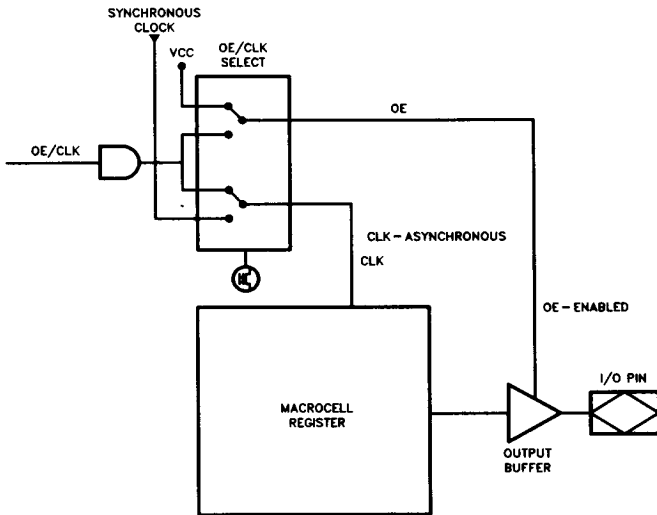 SYNCHRONOUS
CLOCK
VCC
OE/CLK
SELECT
OE
OE/CLK
CLK – ASYNCHRONOUS
CLK
OE – ENABLED
I/O PIN
MACROCELL
REGISTER
OUTPUT
BUFFER